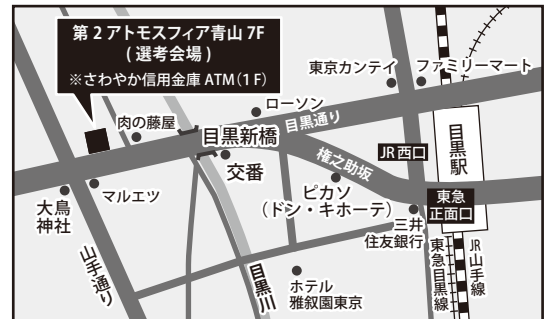 第2アトモスフィア青山 7F
(選考会場)
※さわやか信用金庫 ATM(1F)
東京カンテイ
ファミリーマート
ローソン
肉の藤屋
目黒通り
目黒新橋
目黒駅
JR 西口
権之助坂
交番
マルエツ
ピカソ
(ドン・キホーテ)
東急
正面口
大鳥
神社
三井
住友銀行
山手通り
目黒川
ホテル
雅叙園東京
東急目黒線
JR山手線